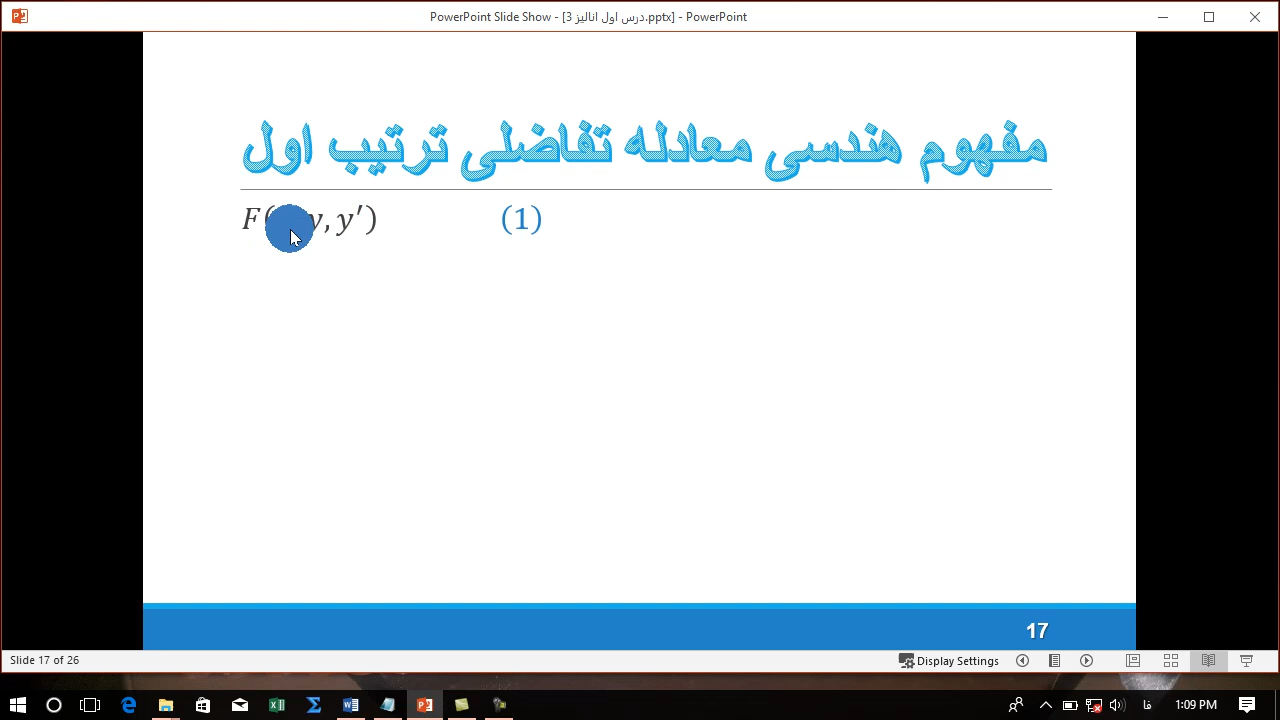 PowerPoint Slide Show - [درس اول انالیز 3.pptx] - PowerPoint
مفهوم هندسی معادله تفاضلی ترتیب اول
F( y, y′) (1)
17
Slide 17 of 26
Display Settings
فا 1:09 PM